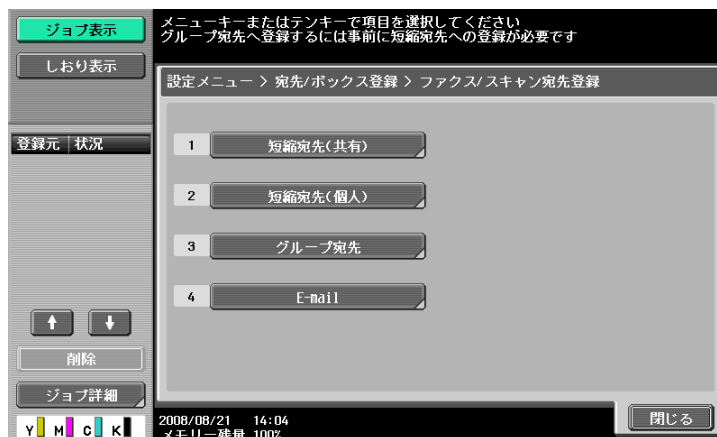 ジョブ表示
しおり表示
登録元 状況
削除
ジョブ詳細
Y M C K
メニューキーまたはテンキーで項目を選択してください
グループ宛先へ登録するには事前に短縮宛先への登録が必要です
設定メニュー > 宛先/ボックス登録 > ファクス/スキャン宛先登録
1 短縮宛先(共有)
2 短縮宛先(個人)
3 グループ宛先
4 E-mail
2008/08/21 14:04
メモリー残量 100%
閉じる